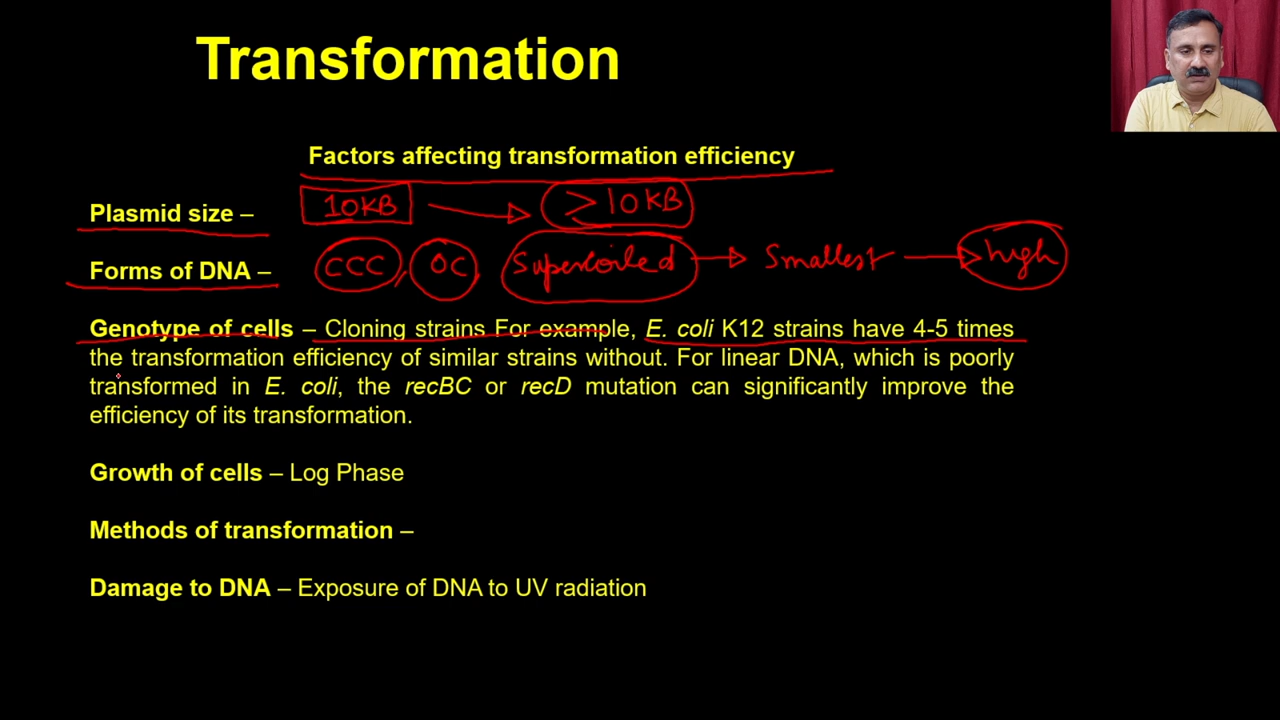 Transformation
Factors affecting transformation efficiency
Plasmid size – 10KB > 10KB
Forms of DNA – CCC, OC Supercoiled Smallest high
Genotype of cells – Cloning strains For example, E. coli K12 strains have 4-5 times
the transformation efficiency of similar strains without. For linear DNA, which is poorly
transformed in E. coli, the recBC or recD mutation can significantly improve the
efficiency of its transformation.
Growth of cells – Log Phase
Methods of transformation –
Damage to DNA – Exposure of DNA to UV radiation